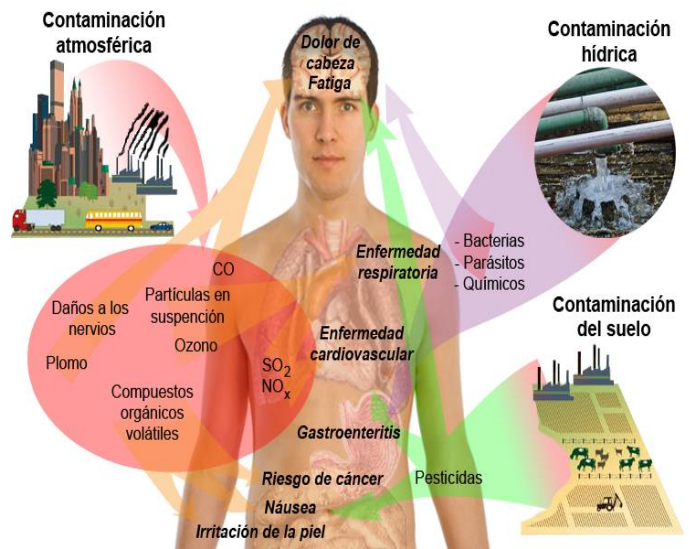 Contaminación
atmosférica
Dolor de
cabeza
Fatiga
Contaminación
hídrica
- Bacterias
- Parásitos
- Químicos
Enfermedad
respiratoria
CO
Partículas en
suspención
Daños a los
nervios
Ozono
Plomo
SO2
NOx
Compuestos
orgánicos
volátiles
Enfermedad
cardiovascular
Contaminación
del suelo
Gastroenteritis
Riesgo de cáncer
Pesticidas
Náusea
Irritación de la piel